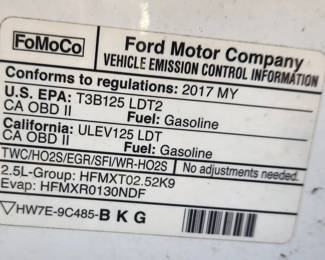 FoMoCo
Ford Motor Company
VEHICLE EMISSION CONTROL INFORMATION
Conforms to regulations: 2017 MY
U.S. EPA: T3B125 LDT2
CA OBD II Fuel: Gasoline
California: ULEV125 LDT
CA OBD II Fuel: Gasoline
TWC/HO2S/EGR/SFI/WR-HO2S No adjustments needed.
2.5L-Group: HFMXT02.52K9
Evap: HFMXR0130NDF
HW7E-9C485-BKG